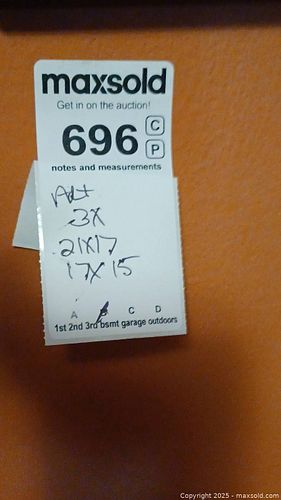 maxsold
Get in on the auction!
696 C
P
notes and measurements
Art
3X
21X17
17X15
A B C D
1st 2nd 3rd bsmt garage outdoors
Copyright 2025 - maxsold.com